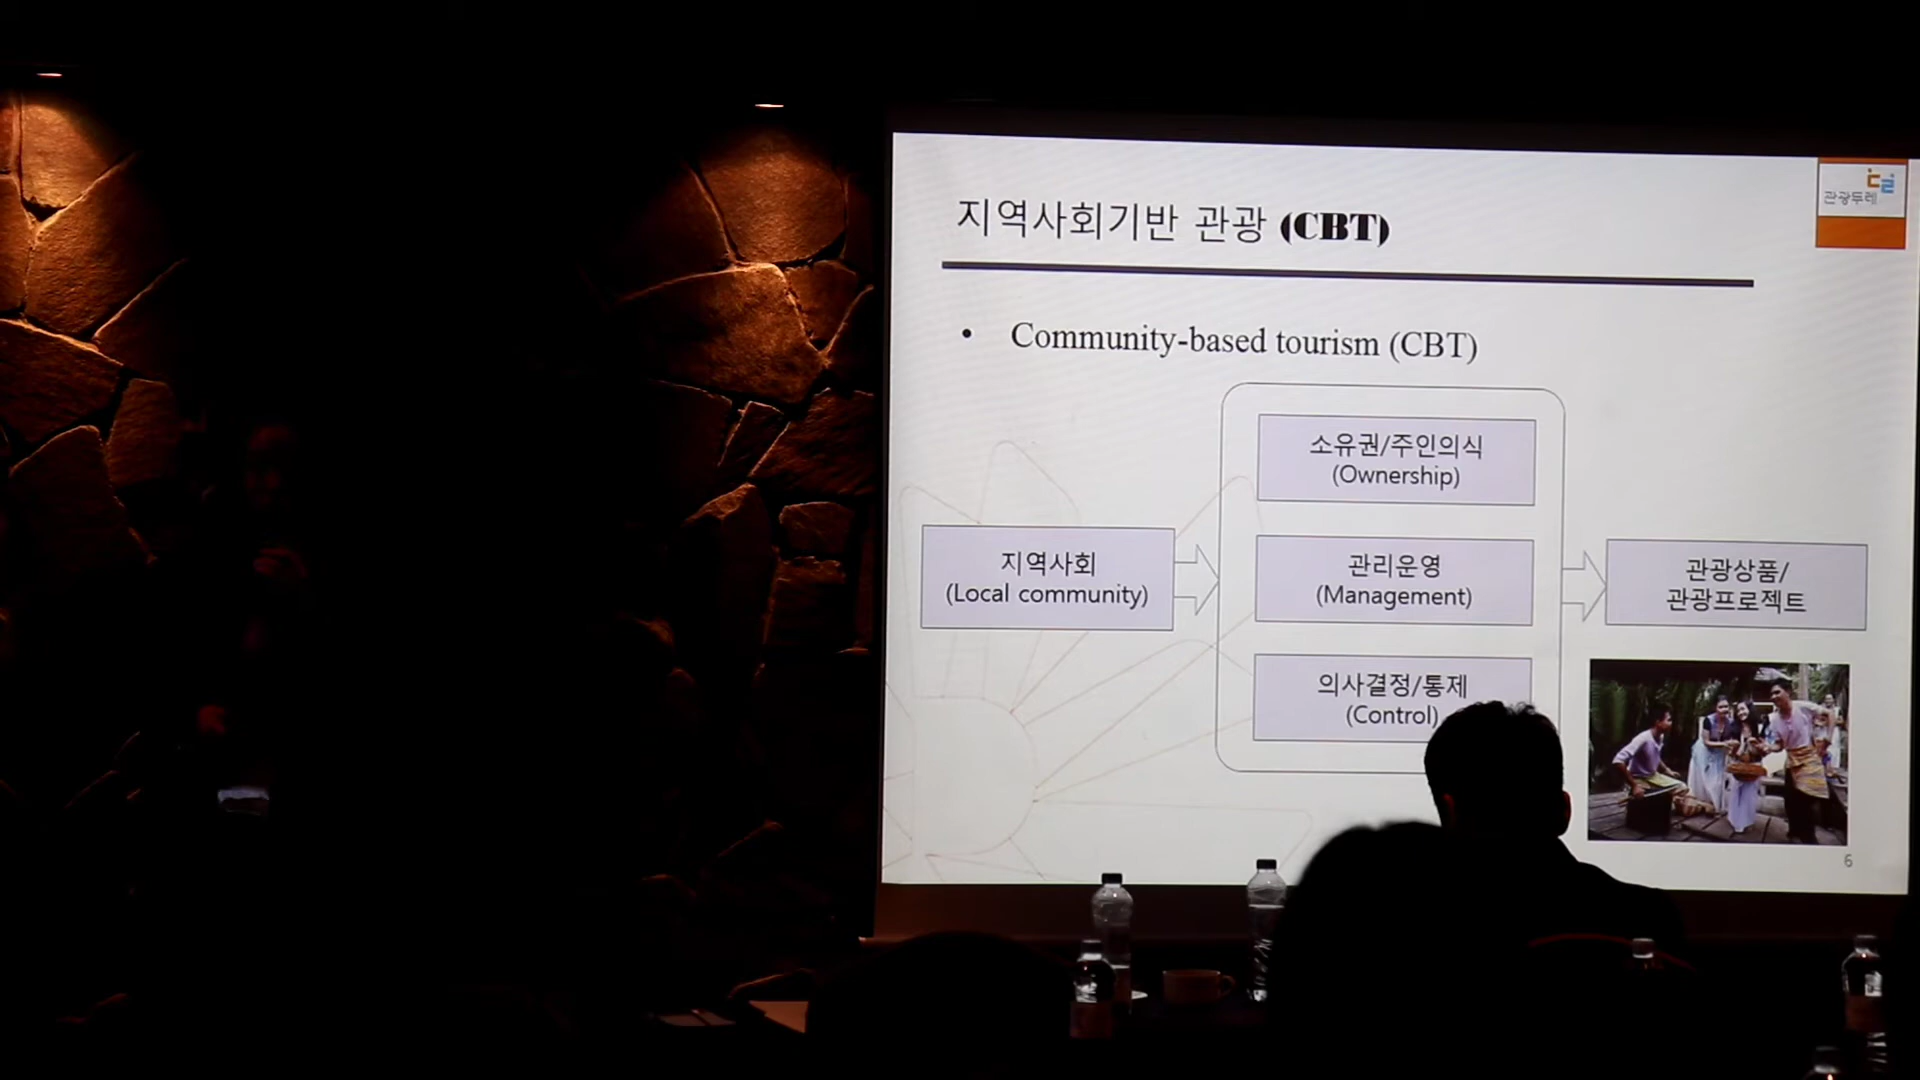 지역사회기반 관광 (CBT)
관광두레
• Community-based tourism (CBT)
소유권/주인의식
(Ownership)
지역사회
(Local community)
관리운영
(Management)
관광상품/
관광프로젝트
의사결정/통제
(Control)
6